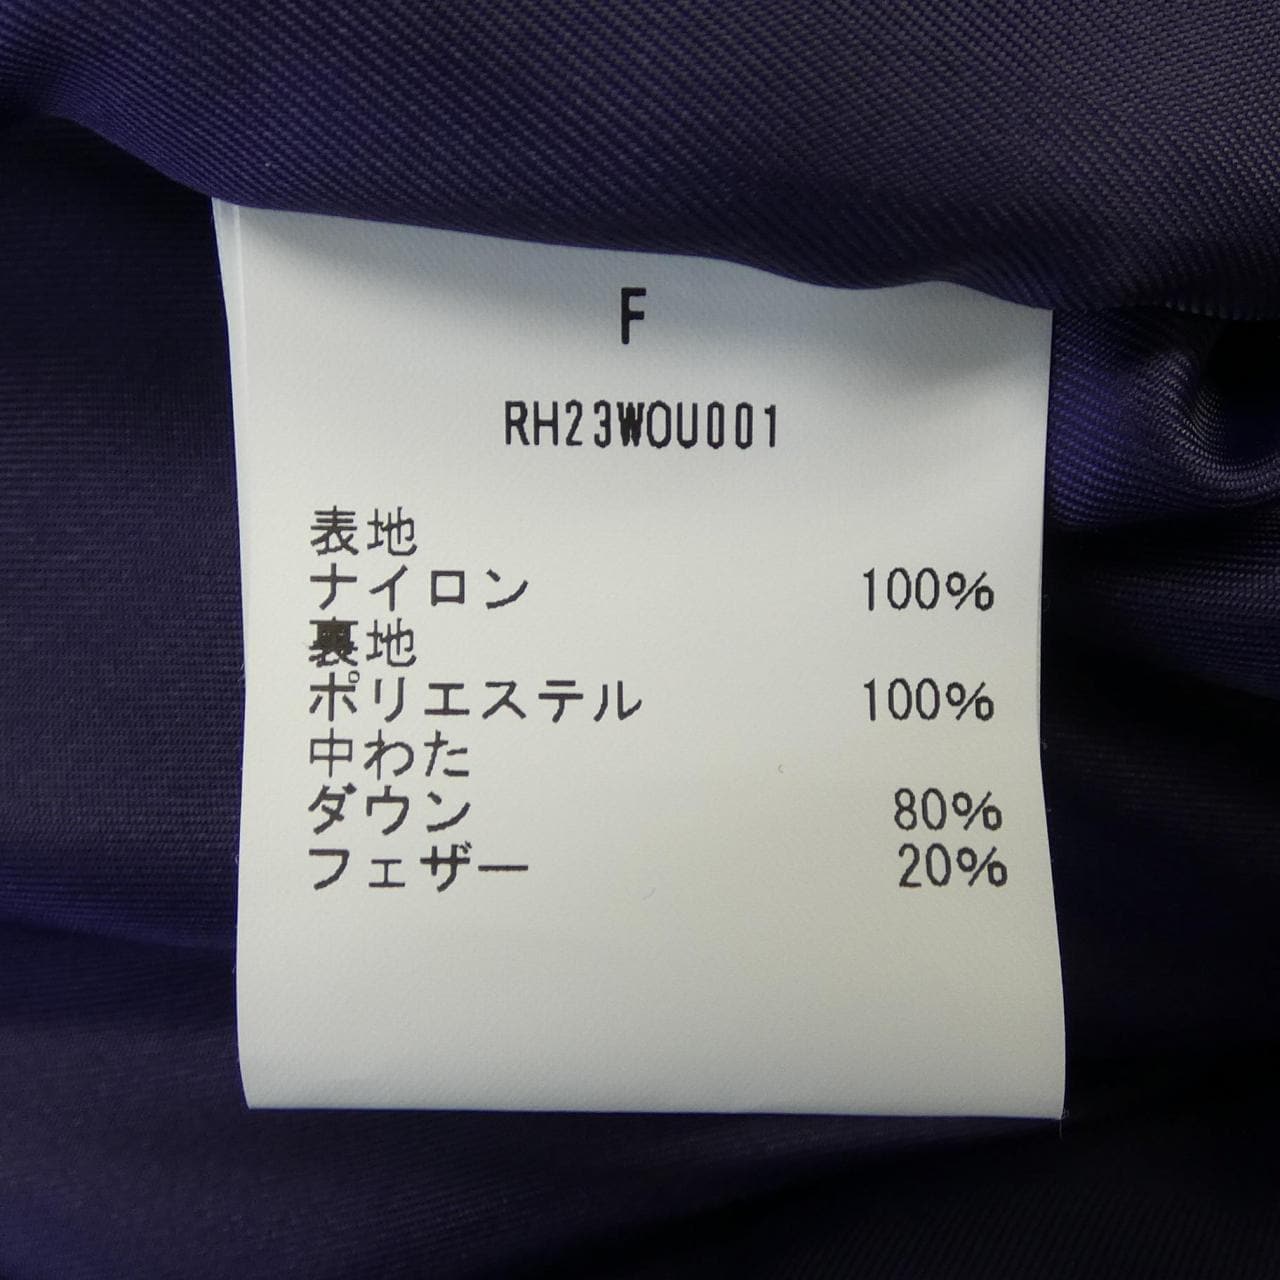 F
RH23WOU001
表地
ナイロン 100%
裏地
ポリエステル 100%
中わた
ダウン 80%
フェザー 20%